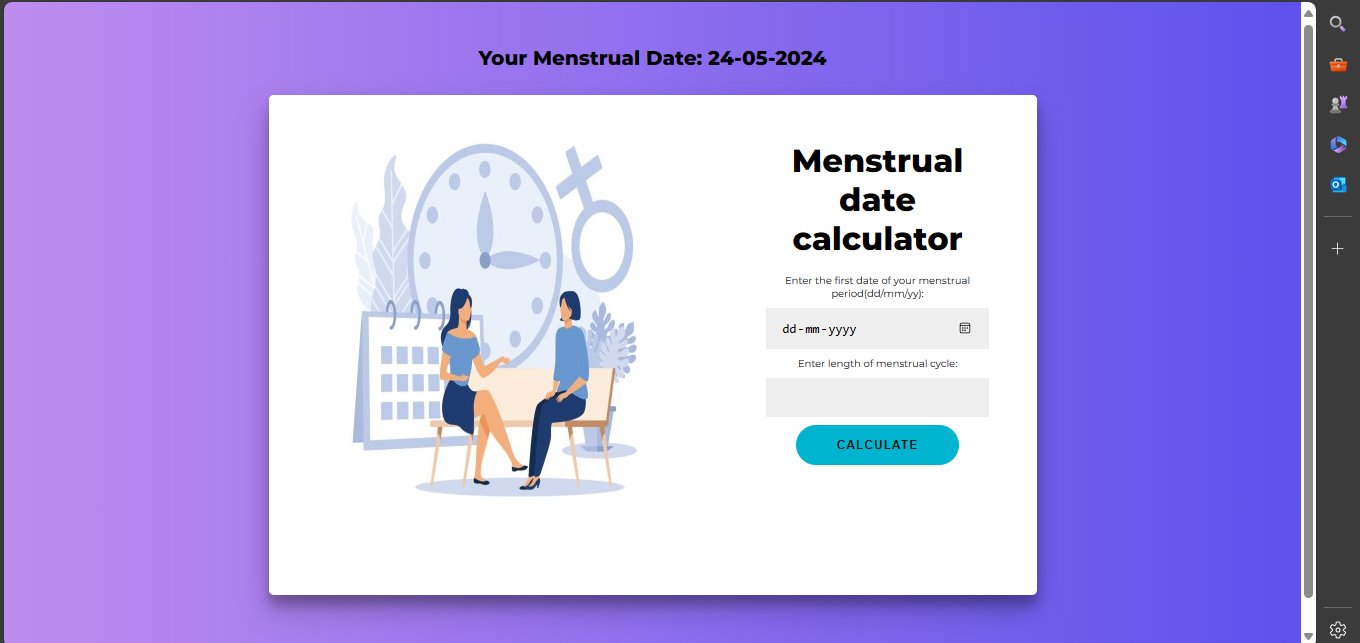 Your Menstrual Date: 24-05-2024
Menstrual
date
calculator
Enter the first date of your menstrual
period(dd/mm/yy):
dd-mm-yyyy
Enter length of menstrual cycle:
CALCULATE